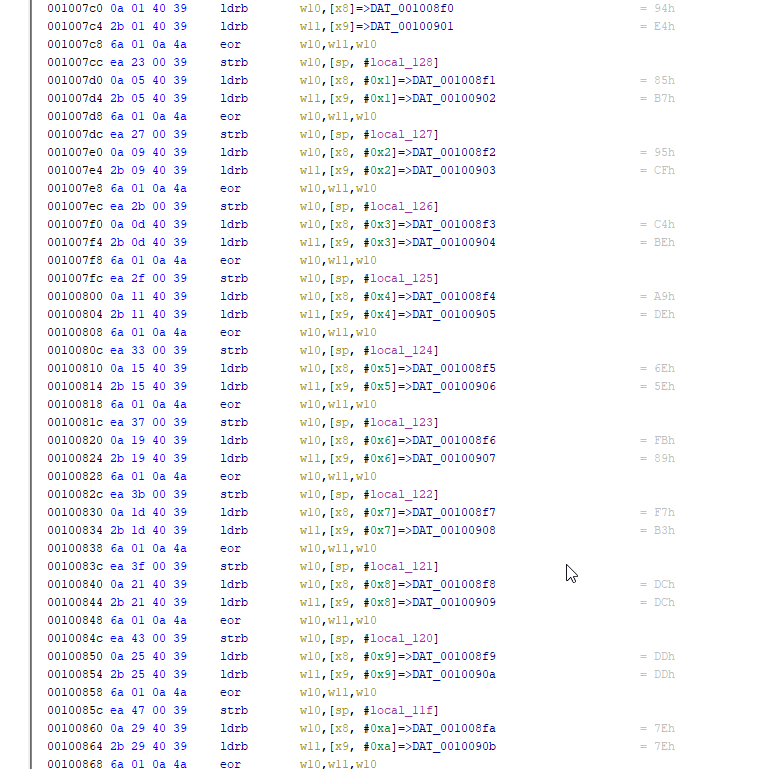 001007c0 0a 01 40 39 ldrb w10,[x8]=>DAT_001008f0 = 94h
001007c4 2b 01 40 39 ldrb w11,[x9]=>DAT_00100901 = E4h
001007c8 6a 01 0a 4a eor w10,w11,w10
001007cc ea 23 00 39 strb w10,[sp, #local_128]
001007d0 0a 05 40 39 ldrb w10,[x8, #0x1]=>DAT_001008f1 = 85h
001007d4 2b 05 40 39 ldrb w11,[x9, #0x1]=>DAT_00100902 = B7h
001007d8 6a 01 0a 4a eor w10,w11,w10
001007dc ea 27 00 39 strb w10,[sp, #local_127]
001007e0 0a 09 40 39 ldrb w10,[x8, #0x2]=>DAT_001008f2 = 95h
001007e4 2b 09 40 39 ldrb w11,[x9, #0x2]=>DAT_00100903 = CFh
001007e8 6a 01 0a 4a eor w10,w11,w10
001007ec ea 2b 00 39 strb w10,[sp, #local_126]
001007f0 0a 0d 40 39 ldrb w10,[x8, #0x3]=>DAT_001008f3 = C4h
001007f4 2b 0d 40 39 ldrb w11,[x9, #0x3]=>DAT_00100904 = BEh
001007f8 6a 01 0a 4a eor w10,w11,w10
001007fc ea 2f 00 39 strb w10,[sp, #local_125]
00100800 0a 11 40 39 ldrb w10,[x8, #0x4]=>DAT_001008f4 = A9h
00100804 2b 11 40 39 ldrb w11,[x9, #0x4]=>DAT_00100905 = DEh
00100808 6a 01 0a 4a eor w10,w11,w10
0010080c ea 33 00 39 strb w10,[sp, #local_124]
00100810 0a 15 40 39 ldrb w10,[x8, #0x5]=>DAT_001008f5 = 6Eh
00100814 2b 15 40 39 ldrb w11,[x9, #0x5]=>DAT_00100906 = 5Eh
00100818 6a 01 0a 4a eor w10,w11,w10
0010081c ea 37 00 39 strb w10,[sp, #local_123]
00100820 0a 19 40 39 ldrb w10,[x8, #0x6]=>DAT_001008f6 = FBh
00100824 2b 19 40 39 ldrb w11,[x9, #0x6]=>DAT_00100907 = 89h
00100828 6a 01 0a 4a eor w10,w11,w10
0010082c ea 3b 00 39 strb w10,[sp, #local_122]
00100830 0a 1d 40 39 ldrb w10,[x8, #0x7]=>DAT_001008f7 = F7h
00100834 2b 1d 40 39 ldrb w11,[x9, #0x7]=>DAT_00100908 = B3h
00100838 6a 01 0a 4a eor w10,w11,w10
0010083c ea 3f 00 39 strb w10,[sp, #local_121]
00100840 0a 21 40 39 ldrb w10,[x8, #0x8]=>DAT_001008f8 = DCh
00100844 2b 21 40 39 ldrb w11,[x9, #0x8]=>DAT_00100909 = DCh
00100848 6a 01 0a 4a eor w10,w11,w10
0010084c ea 43 00 39 strb w10,[sp, #local_120]
00100850 0a 25 40 39 ldrb w10,[x8, #0x9]=>DAT_001008f9 = DDh
00100854 2b 25 40 39 ldrb w11,[x9, #0x9]=>DAT_0010090a = DDh
00100858 6a 01 0a 4a eor w10,w11,w10
0010085c ea 47 00 39 strb w10,[sp, #local_11f]
00100860 0a 29 40 39 ldrb w10,[x8, #0xa]=>DAT_001008fa = 7Eh
00100864 2b 29 40 39 ldrb w11,[x9, #0xa]=>DAT_0010090b = 7Eh
00100868 6a 01 0a 4a eor w10,w11,w10